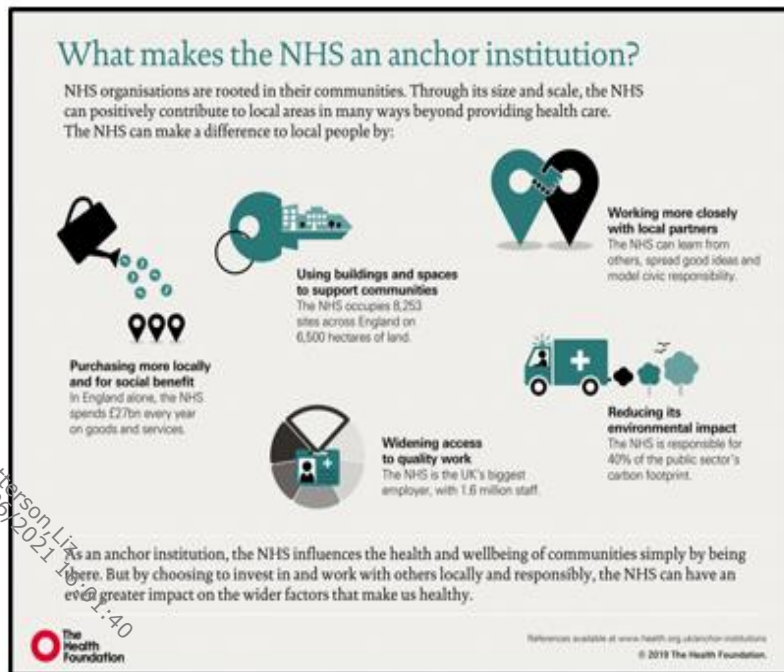 What makes the NHS an anchor institution?
NHS organisations are rooted in their communities. Through its size and scale, the NHS
can positively contribute to local areas in many ways beyond providing health care.
The NHS can make a difference to local people by:
Purchasing more locally
and for social benefit
In England alone, the NHS
spends £27bn every year
on goods and services.
Using buildings and spaces
to support communities
The NHS occupies 8,253
sites across England on
6,500 hectares of land.
Working more closely
with local partners
The NHS can learn from
others, spread good ideas and
model civic responsibility.
Widening access
to quality work
The NHS is the UK's biggest
employer, with 1.6 million staff.
Reducing its
environmental impact
The NHS is responsible for
40% of the public sector's
carbon footprint.
As an anchor institution, the NHS influences the health and wellbeing of communities simply by being
there. But by choosing to invest in and work with others locally and responsibly, the NHS can have an
even greater impact on the wider factors that make us healthy.
The
Health
Foundation
References available at www.health.org.uk/anchor-institutions
© 2019 The Health Foundation.